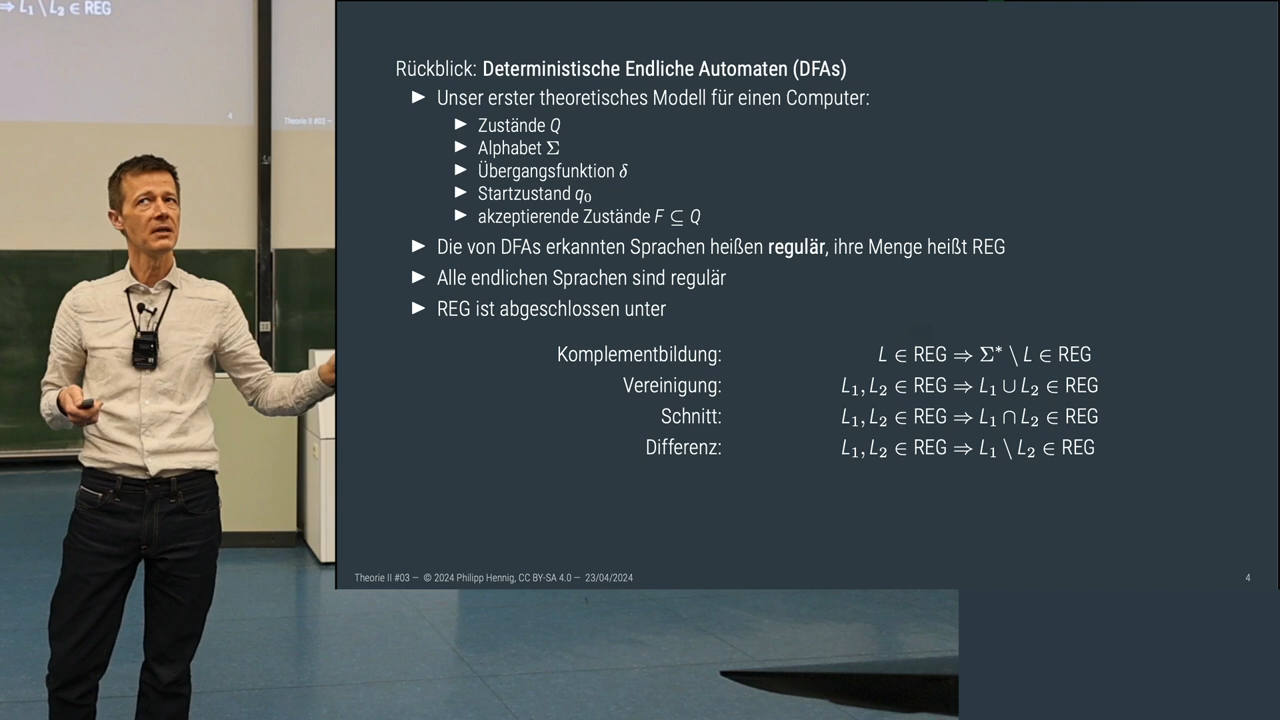 ⇒ L₁ \ L₂ ∈ REG
4
Theorie II #03 –
Rückblick: Deterministische Endliche Automaten (DFAs)
▶ Unser erster theoretisches Modell für einen Computer:
▶ Zustände Q
▶ Alphabet Σ
▶ Übergangsfunktion δ
▶ Startzustand q₀
▶ akzeptierende Zustände F ⊆ Q
▶ Die von DFAs erkannten Sprachen heißen regulär, ihre Menge heißt REG
▶ Alle endlichen Sprachen sind regulär
▶ REG ist abgeschlossen unter
Komplementbildung: L ∈ REG ⇒ Σ* \ L ∈ REG
Vereinigung: L₁, L₂ ∈ REG ⇒ L₁ ∪ L₂ ∈ REG
Schnitt: L₁, L₂ ∈ REG ⇒ L₁ ∩ L₂ ∈ REG
Differenz: L₁, L₂ ∈ REG ⇒ L₁ \ L₂ ∈ REG
Theorie II #03 – © 2024 Philipp Hennig, CC BY-SA 4.0 – 23/04/2024 4